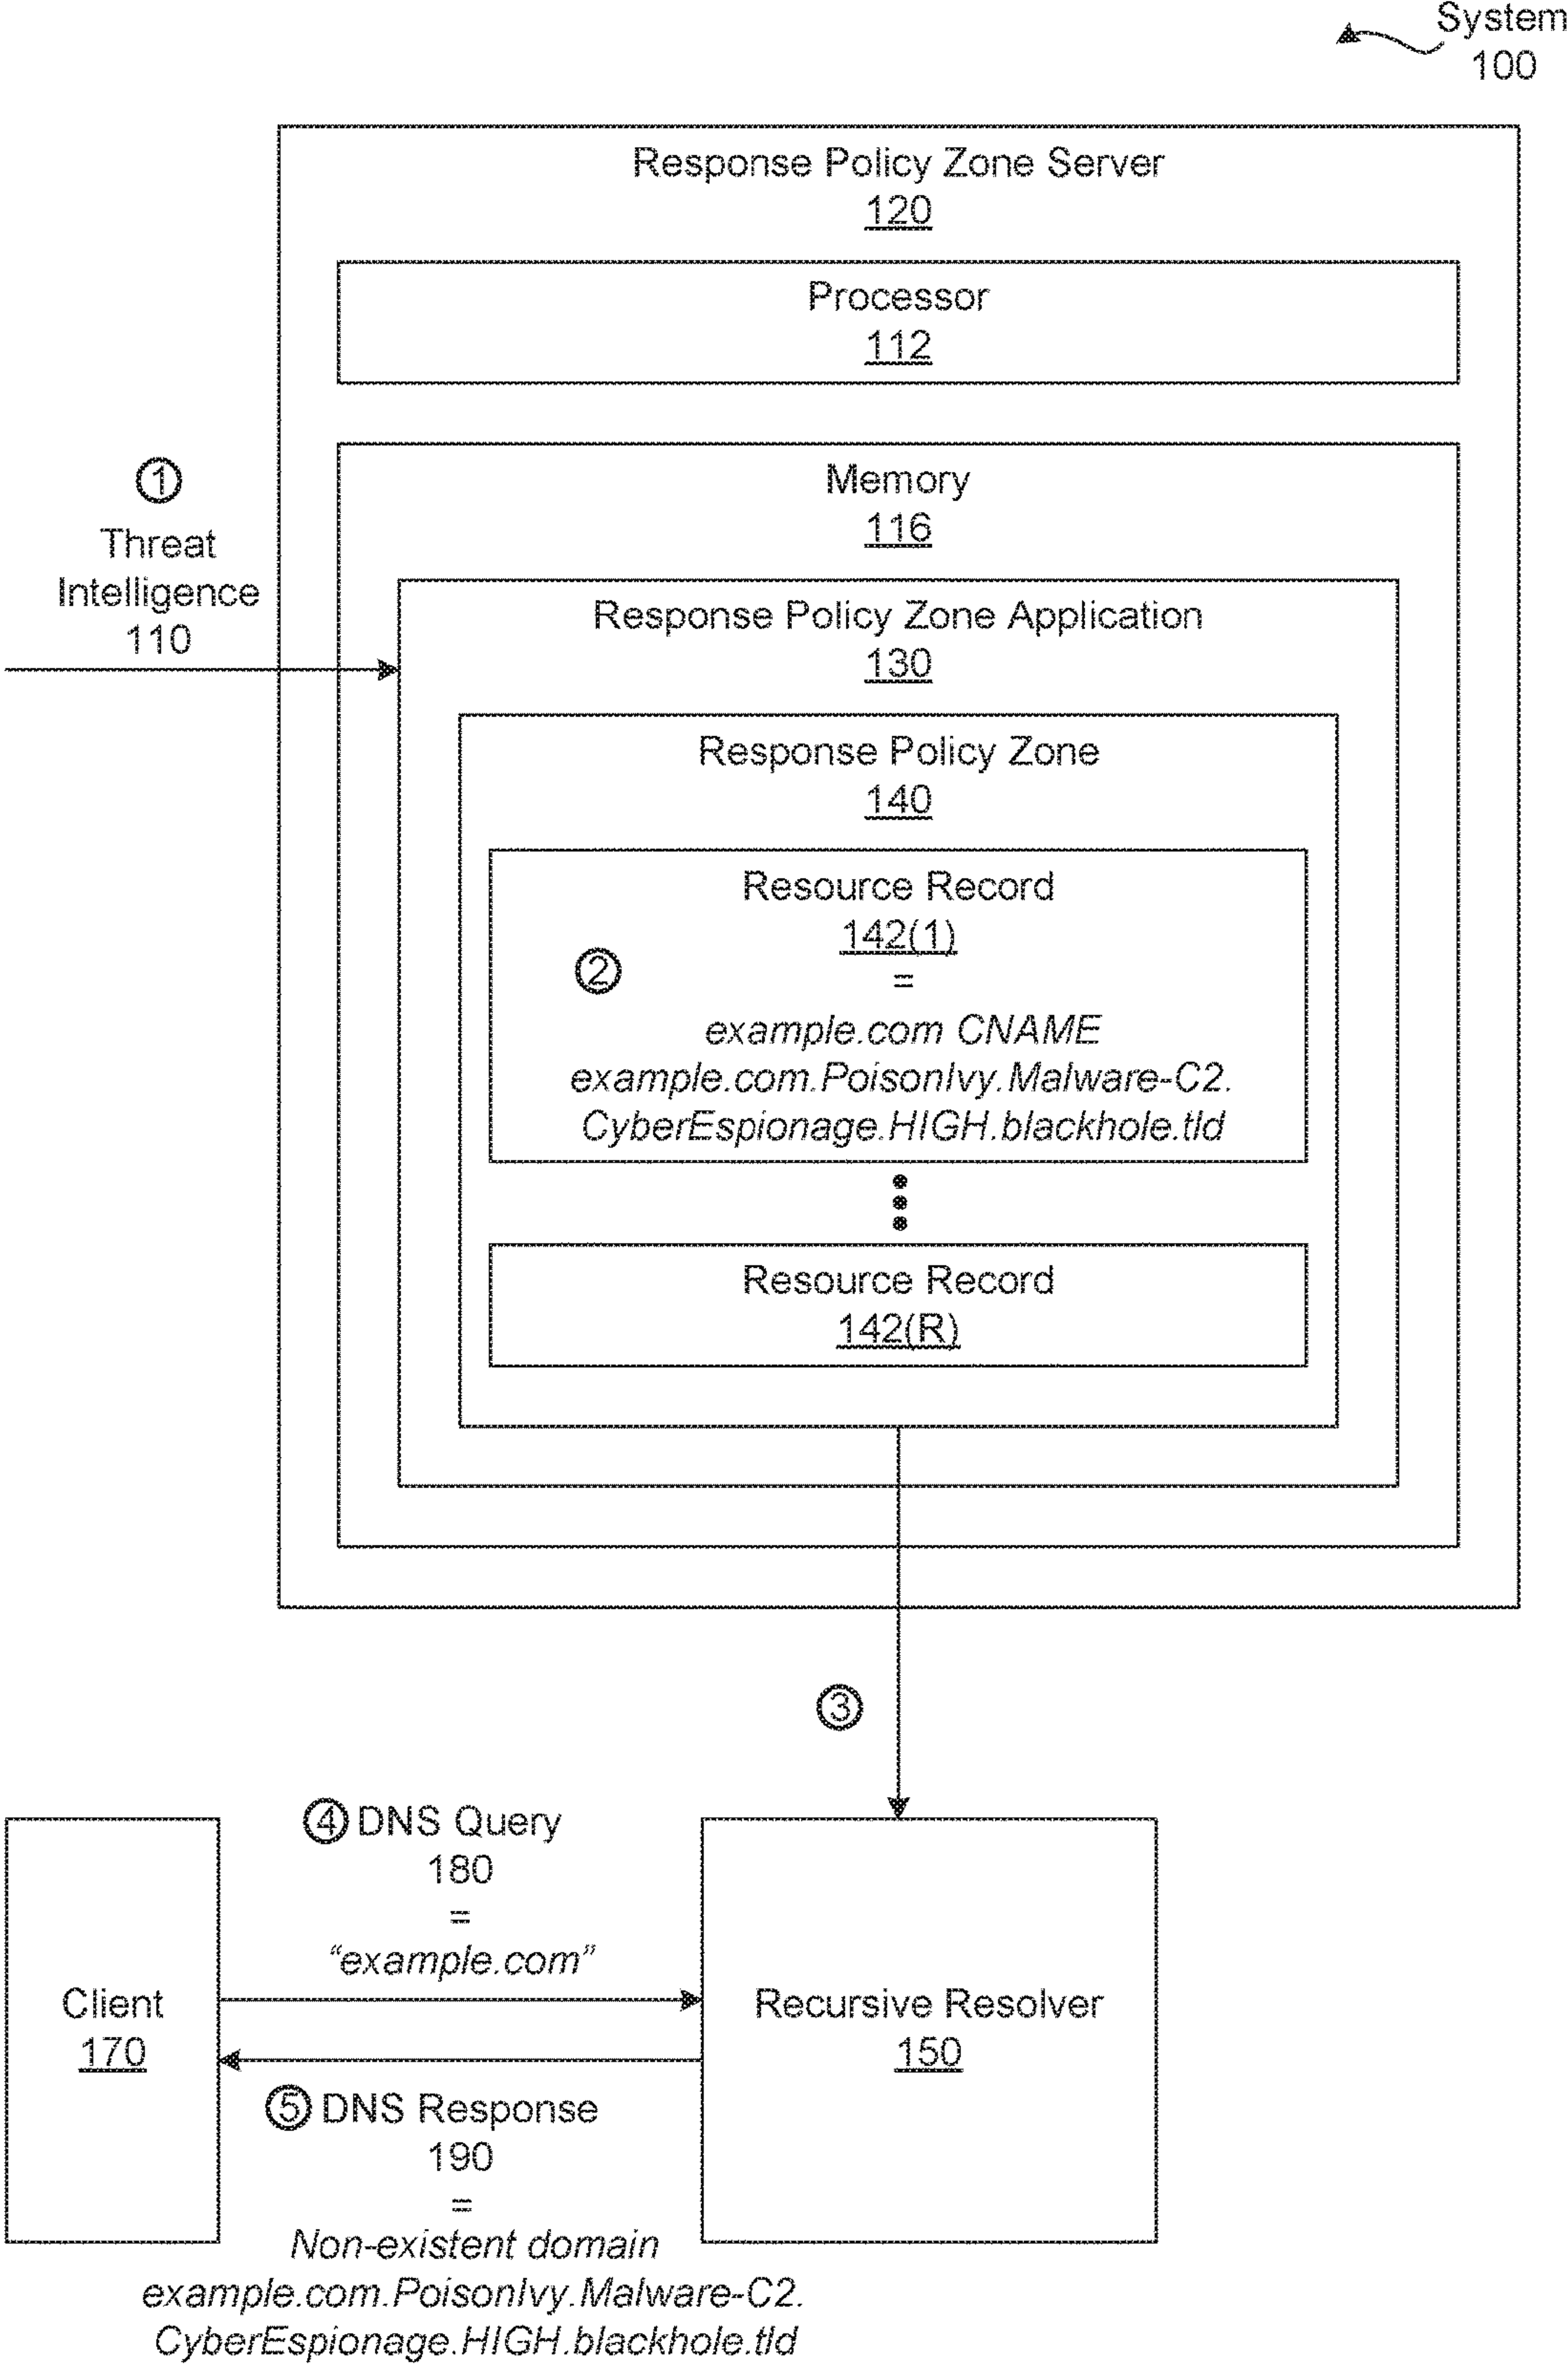 System
100
Response Policy Zone Server
120
Processor
112
①
Threat
Intelligence
110
Memory
116
Response Policy Zone Application
130
Response Policy Zone
140
Resource Record
142(1)
②
=
example.com CNAME
example.com.PoisonIvy.Malware-C2.
CyberEspionage.HIGH.blackhole.tld
Resource Record
142(R)
③
④ DNS Query
180
=
“example.com”
Client
170
Recursive Resolver
150
⑤ DNS Response
190
=
Non-existent domain
example.com.PoisonIvy.Malware-C2.
CyberEspionage.HIGH.blackhole.tld